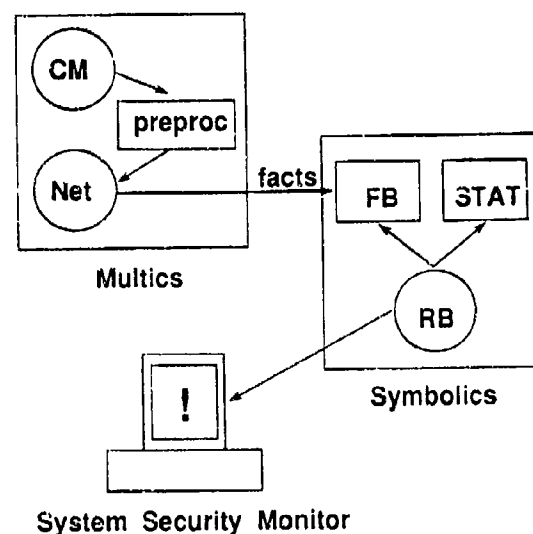 CM
preproc
Net
facts
FB
STAT
RB
Multics
Symbolics
!
System Security Monitor